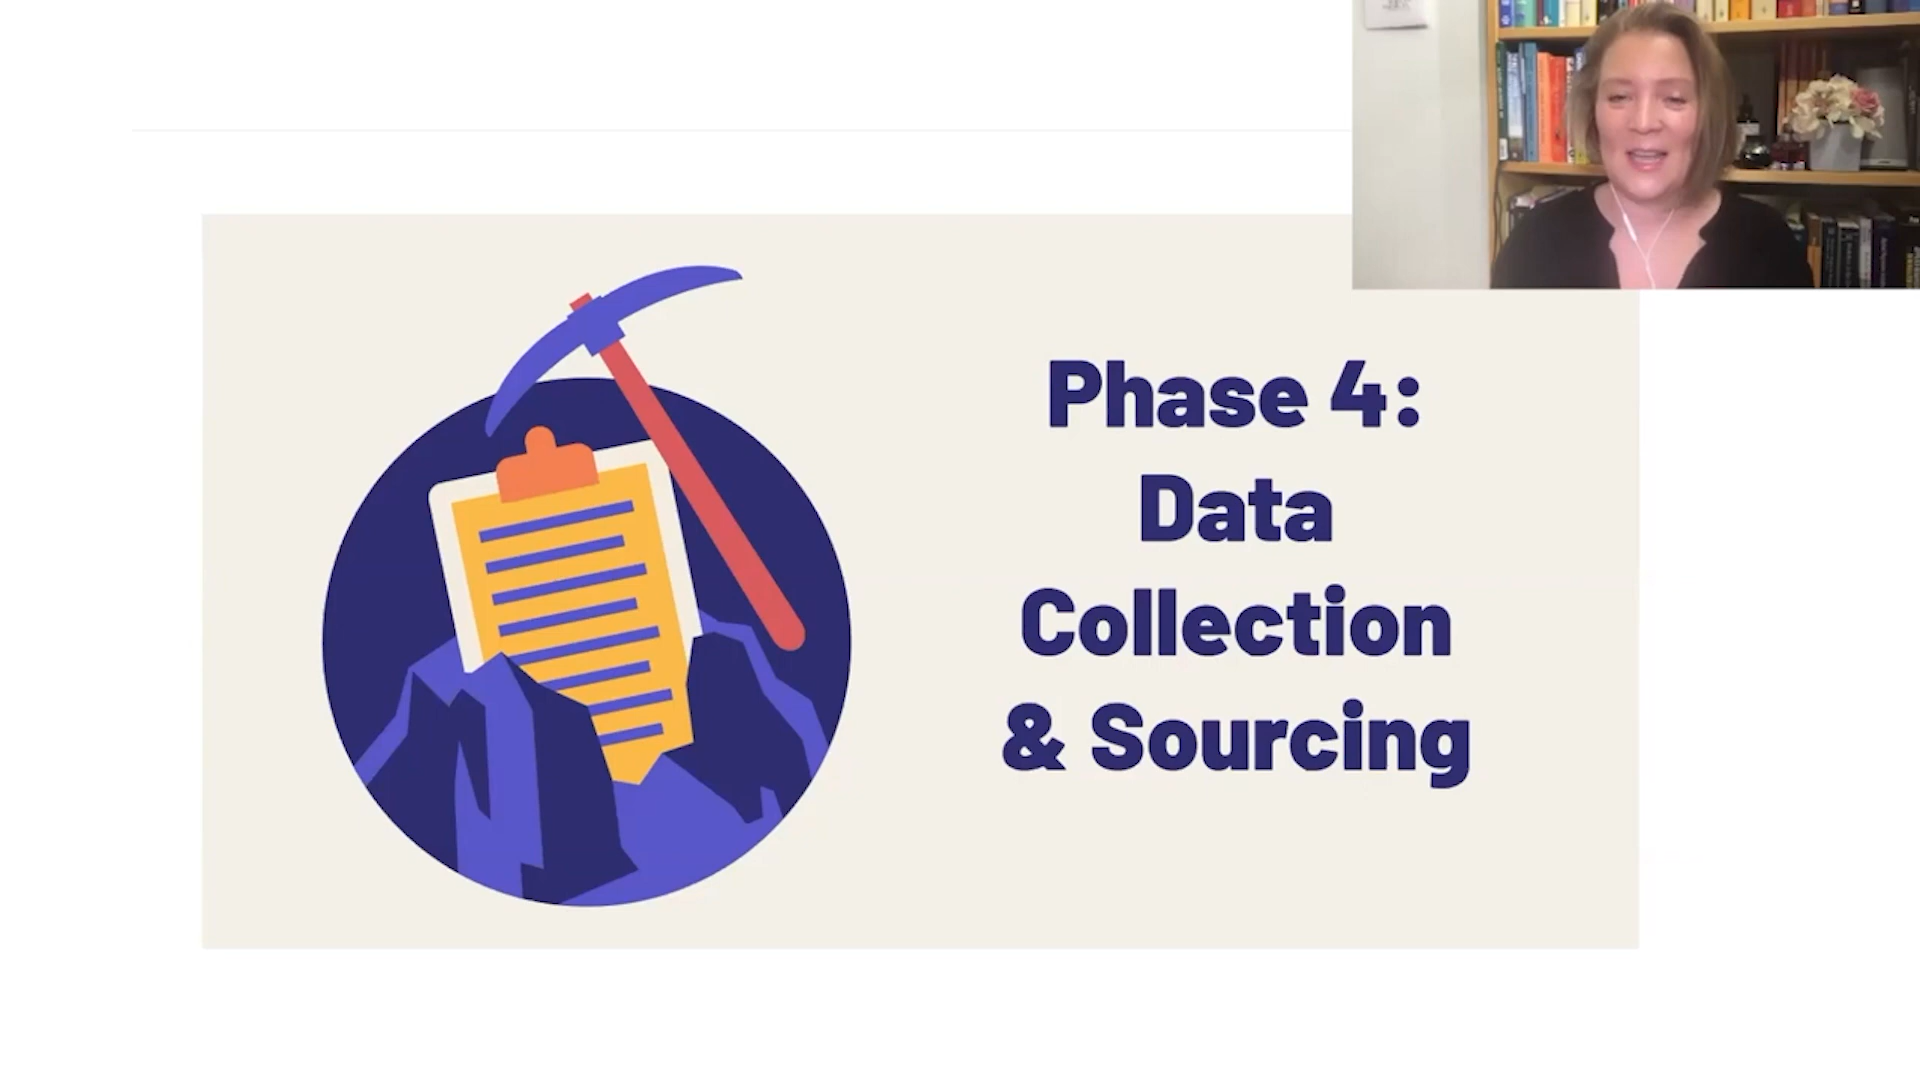 Phase 4:
Data
Collection
& Sourcing